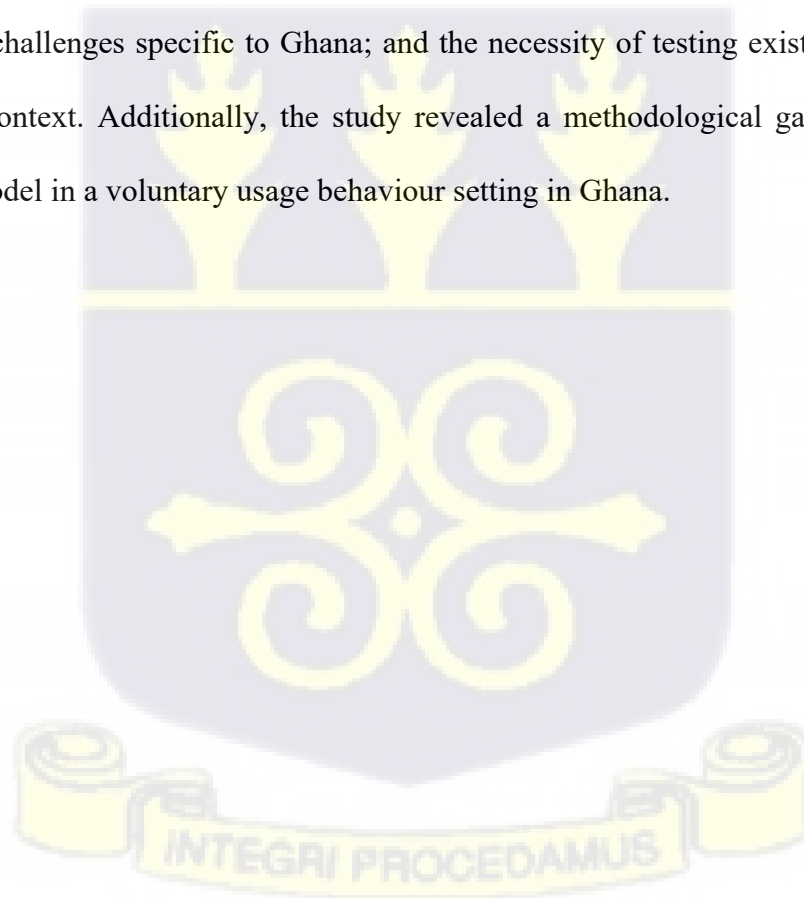 challenges specific to Ghana; and the necessity of testing exist
ontext. Additionally, the study revealed a methodological ga
odel in a voluntary usage behaviour setting in Ghana.
INTEGRI PROCEDAMUS